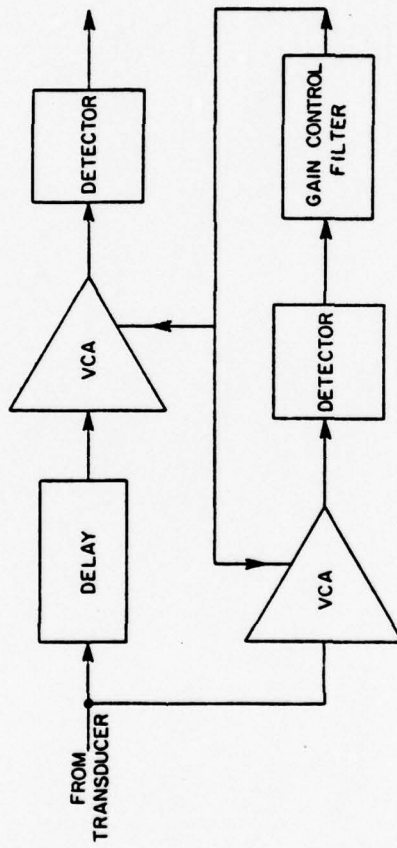 FROM
TRANSDUCER
DELAY
VCA
DETECTOR
VCA
DETECTOR
GAIN CONTROL
FILTER